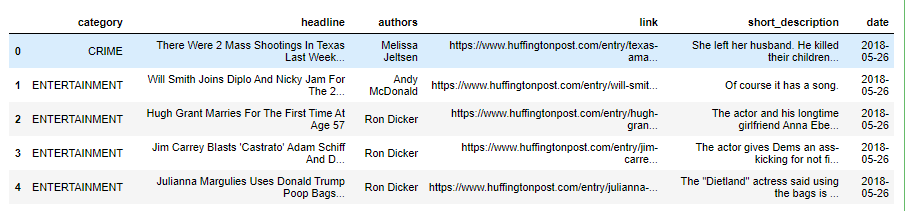 category headline authors link short_description date
0 CRIME There Were 2 Mass Shootings In Texas Last Week... Melissa Jeltsen https://www.huffingtonpost.com/entry/texas-ama... She left her husband. He killed their children... 2018-05-26
1 ENTERTAINMENT Will Smith Joins Diplo And Nicky Jam For The 2... Andy McDonald https://www.huffingtonpost.com/entry/will-smit... Of course it has a song. 2018-05-26
2 ENTERTAINMENT Hugh Grant Marries For The First Time At Age 57 Ron Dicker https://www.huffingtonpost.com/entry/hugh-gran... The actor and his longtime girlfriend Anna Ebe... 2018-05-26
3 ENTERTAINMENT Jim Carrey Blasts 'Castrato' Adam Schiff And D... Ron Dicker https://www.huffingtonpost.com/entry/jim-carre... The actor gives Dems an ass-kicking for not fi... 2018-05-26
4 ENTERTAINMENT Julianna Margulies Uses Donald Trump Poop Bags... Ron Dicker https://www.huffingtonpost.com/entry/julianna-... The "Dietland" actress said using the bags is ... 2018-05-26